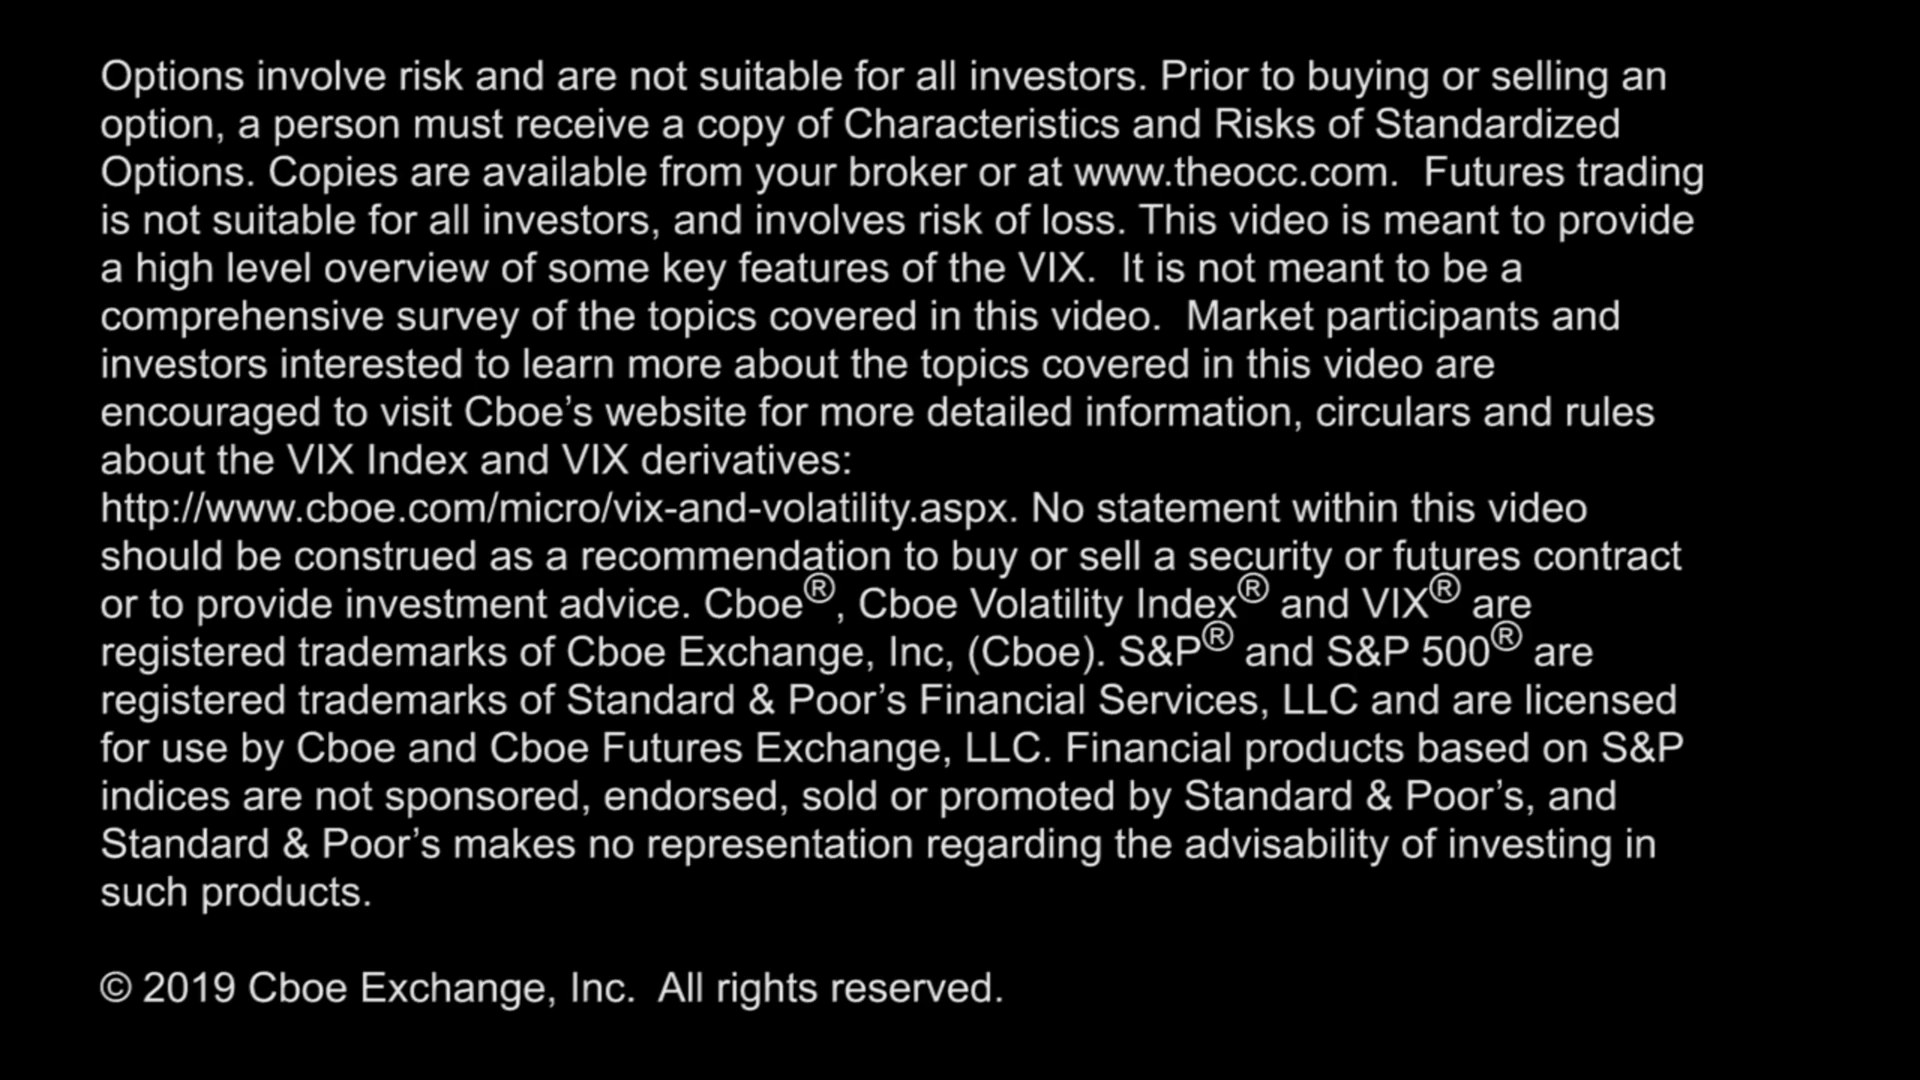 Options involve risk and are not suitable for all investors. Prior to buying or selling an
option, a person must receive a copy of Characteristics and Risks of Standardized
Options. Copies are available from your broker or at www.theocc.com.  Futures trading
is not suitable for all investors, and involves risk of loss. This video is meant to provide
a high level overview of some key features of the VIX.  It is not meant to be a
comprehensive survey of the topics covered in this video.  Market participants and
investors interested to learn more about the topics covered in this video are
encouraged to visit Cboe’s website for more detailed information, circulars and rules
about the VIX Index and VIX derivatives:
http://www.cboe.com/micro/vix-and-volatility.aspx. No statement within this video
should be construed as a recommendation to buy or sell a security or futures contract
or to provide investment advice. Cboe®, Cboe Volatility Index® and VIX® are
registered trademarks of Cboe Exchange, Inc, (Cboe). S&P® and S&P 500® are
registered trademarks of Standard & Poor’s Financial Services, LLC and are licensed
for use by Cboe and Cboe Futures Exchange, LLC. Financial products based on S&P
indices are not sponsored, endorsed, sold or promoted by Standard & Poor’s, and
Standard & Poor’s makes no representation regarding the advisability of investing in
such products.
© 2019 Cboe Exchange, Inc.  All rights reserved.